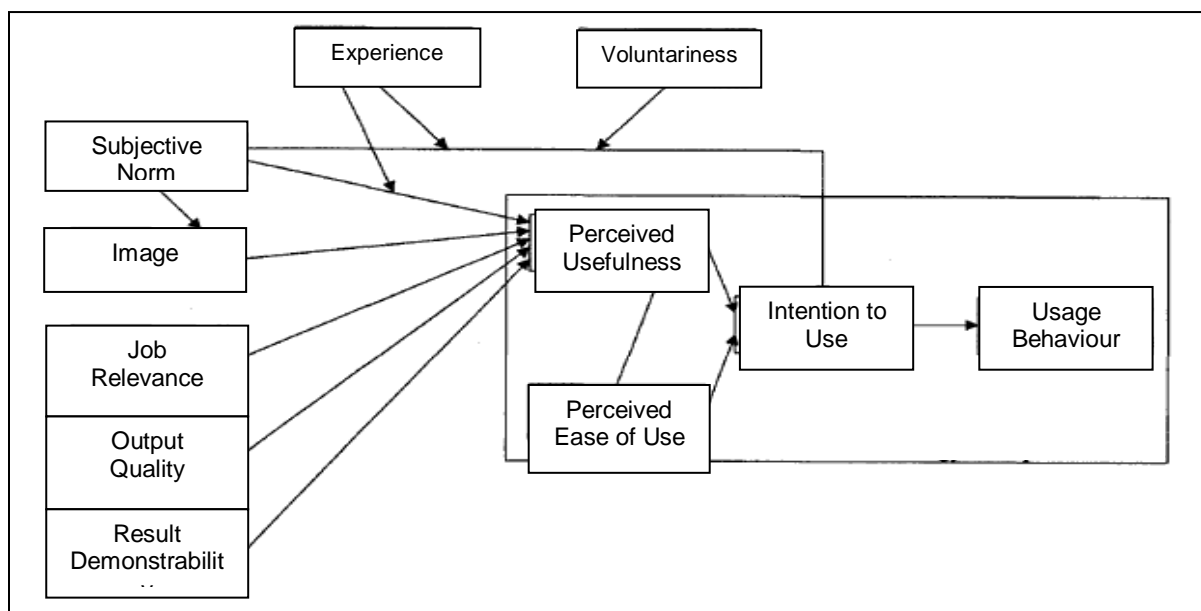 Experience
Voluntariness
Subjective
Norm
Image
Perceived
Usefulness
Intention to
Use
Usage
Behaviour
Job
Relevance
Perceived
Ease of Use
Output
Quality
Result
Demonstrabilit